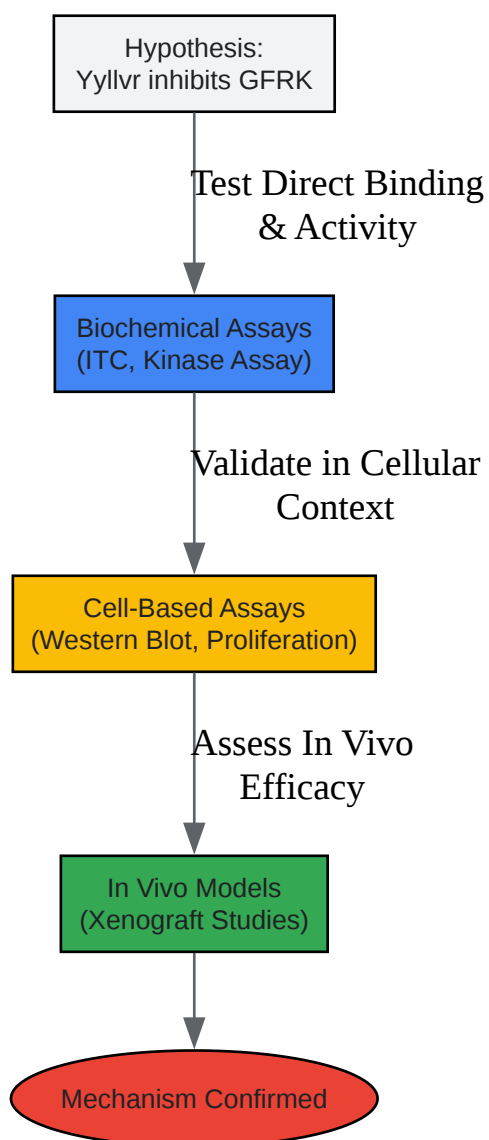 Hypothesis:
Yyllvr inhibits GFRK
Test Direct Binding
& Activity
Biochemical Assays
(ITC, Kinase Assay)
Validate in Cellular
Context
Cell-Based Assays
(Western Blot, Proliferation)
Assess In Vivo
Efficacy
In Vivo Models
(Xenograft Studies)
Mechanism Confirmed